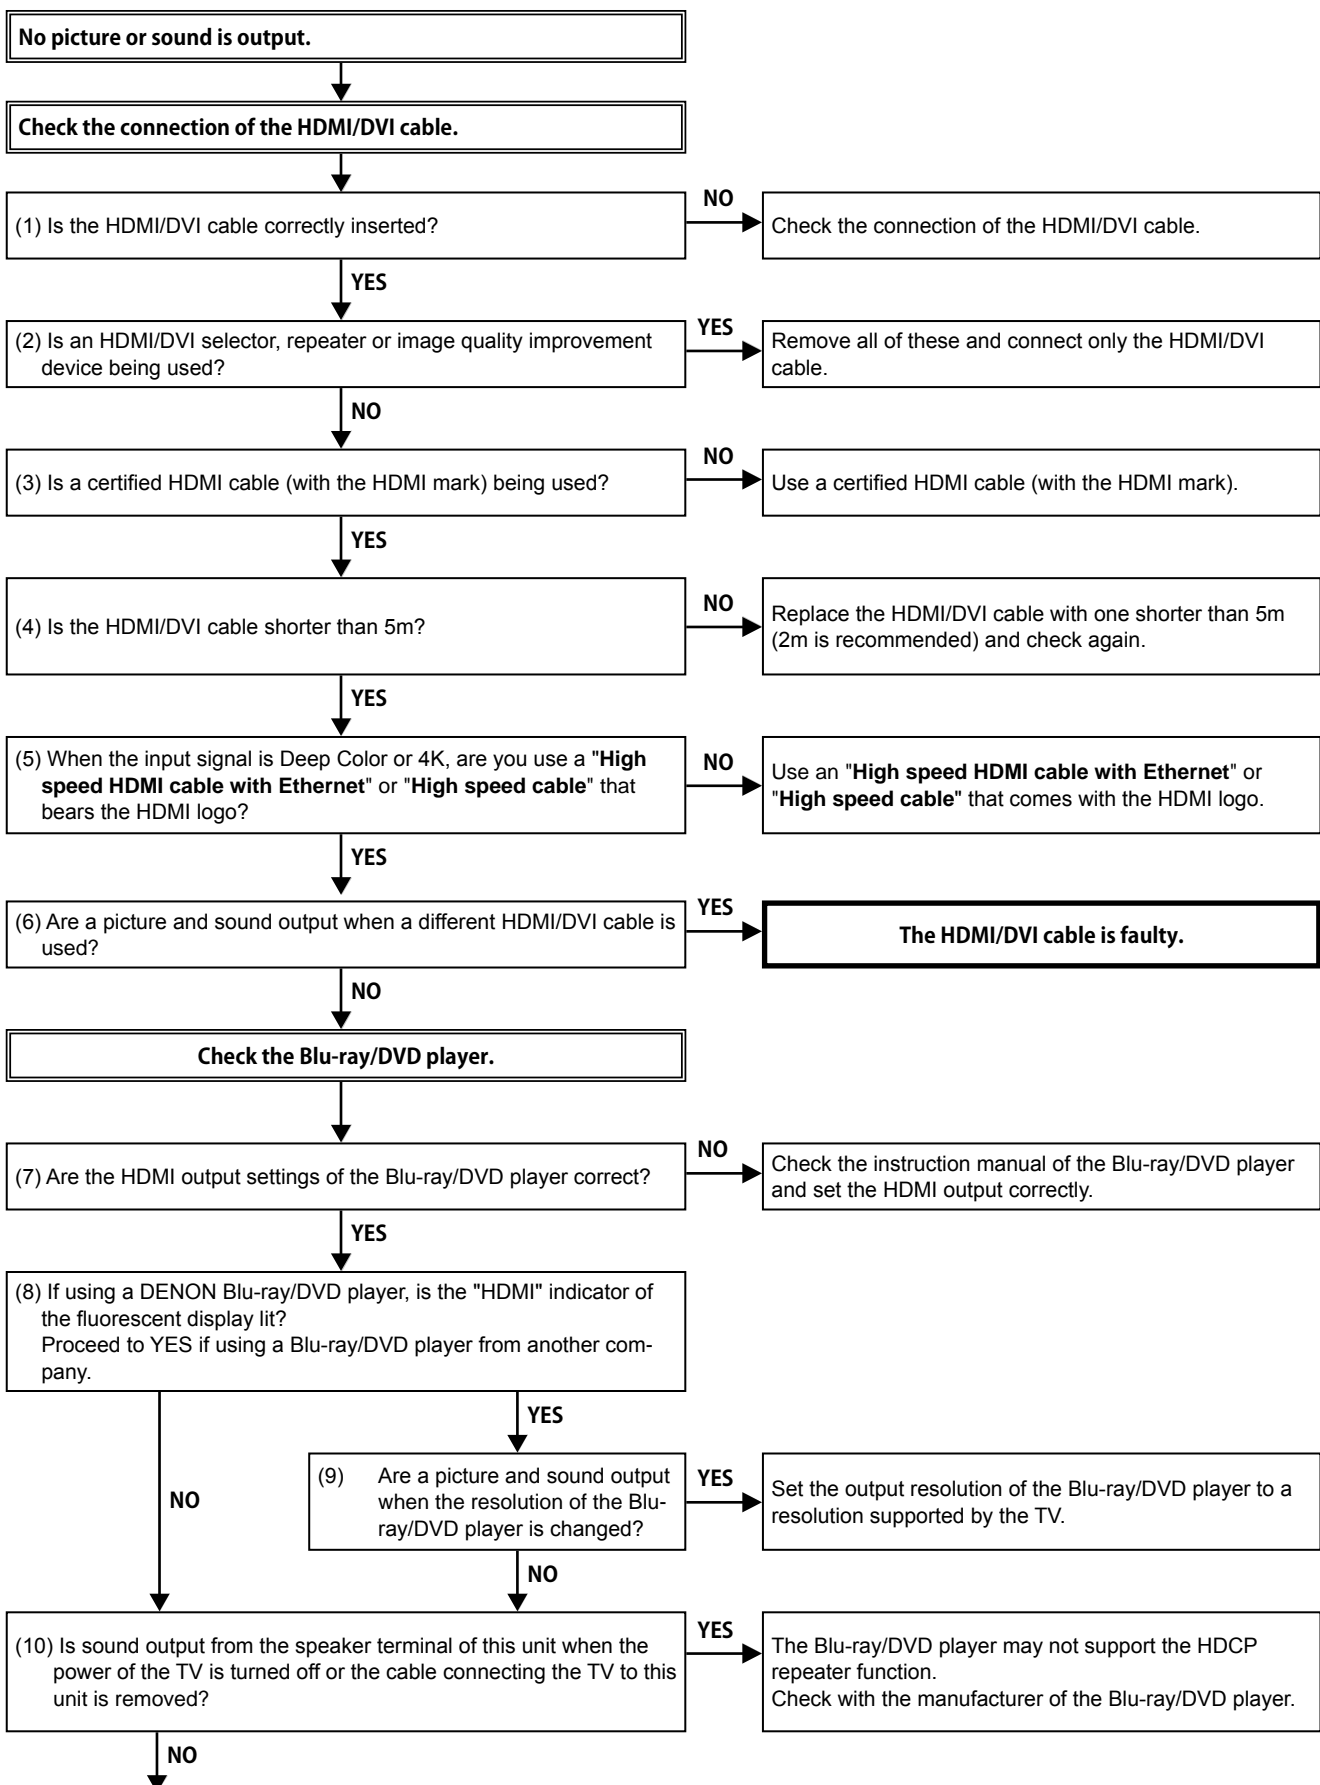 No picture or sound is output.
Check the connection of the HDMI/DVI cable.
(1) Is the HDMI/DVI cable correctly inserted?
NO
Check the connection of the HDMI/DVI cable.
YES
(2) Is an HDMI/DVI selector, repeater or image quality improvement
device being used?
YES
Remove all of these and connect only the HDMI/DVI
cable.
NO
(3) Is a certified HDMI cable (with the HDMI mark) being used?
NO
Use a certified HDMI cable (with the HDMI mark).
YES
(4) Is the HDMI/DVI cable shorter than 5m?
NO
Replace the HDMI/DVI cable with one shorter than 5m
(2m is recommended) and check again.
YES
(5) When the input signal is Deep Color or 4K, are you use a "High
speed HDMI cable with Ethernet" or "High speed cable" that
bears the HDMI logo?
NO
Use an "High speed HDMI cable with Ethernet" or
"High speed cable" that comes with the HDMI logo.
YES
(6) Are a picture and sound output when a different HDMI/DVI cable is
used?
YES
The HDMI/DVI cable is faulty.
NO
Check the Blu-ray/DVD player.
(7) Are the HDMI output settings of the Blu-ray/DVD player correct?
NO
Check the instruction manual of the Blu-ray/DVD player
and set the HDMI output correctly.
YES
(8) If using a DENON Blu-ray/DVD player, is the "HDMI" indicator of
the fluorescent display lit?
Proceed to YES if using a Blu-ray/DVD player from another com-
pany.
YES
NO
(9) Are a picture and sound output
when the resolution of the Blu-
ray/DVD player is changed?
YES
Set the output resolution of the Blu-ray/DVD player to a
resolution supported by the TV.
NO
(10) Is sound output from the speaker terminal of this unit when the
power of the TV is turned off or the cable connecting the TV to this
unit is removed?
YES
The Blu-ray/DVD player may not support the HDCP
repeater function.
Check with the manufacturer of the Blu-ray/DVD player.
NO